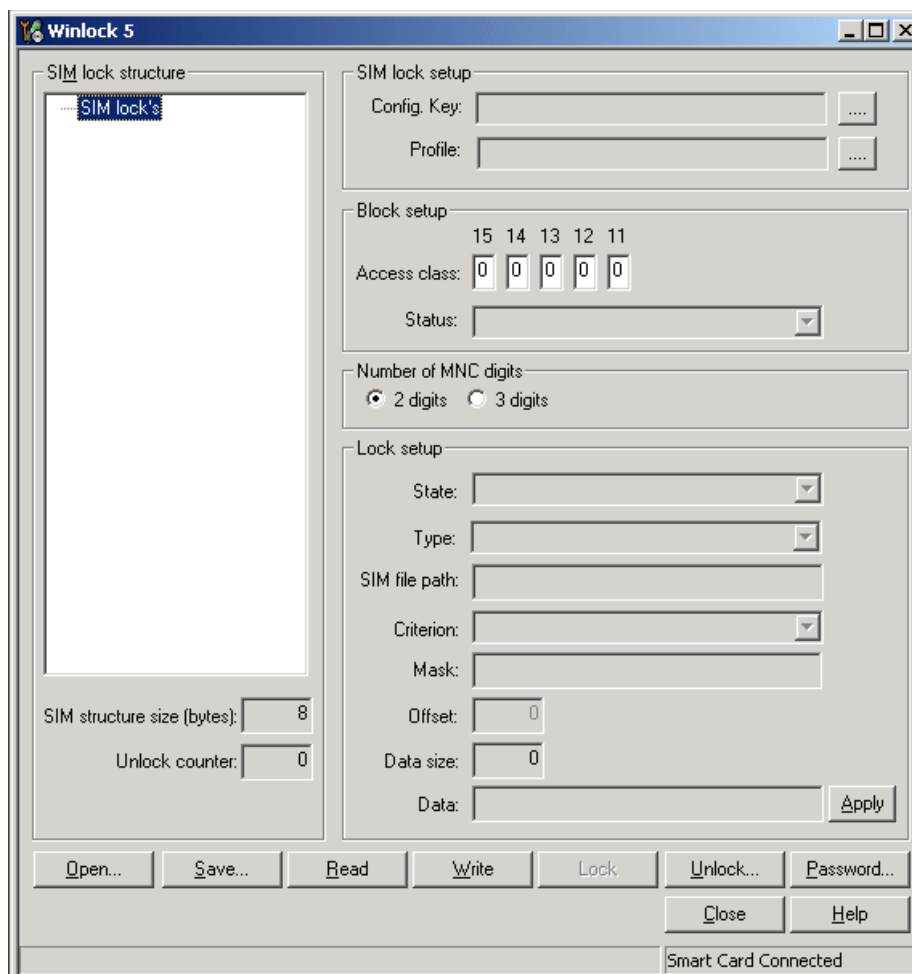 Winlock 5
SIM lock structure
SIM lock's
SIM structure size (bytes): 8
Unlock counter: 0
SIM lock setup
Config. Key: ....
Profile: ....
Block setup
15 14 13 12 11
Access class: 0 0 0 0 0
Status:
Number of MNC digits
2 digits 3 digits
Lock setup
State:
Type:
SIM file path:
Criterion:
Mask:
Offset: 0
Data size: 0
Data: Apply
Open... Save... Read Write Lock Unlock... Password...
Close Help
Smart Card Connected